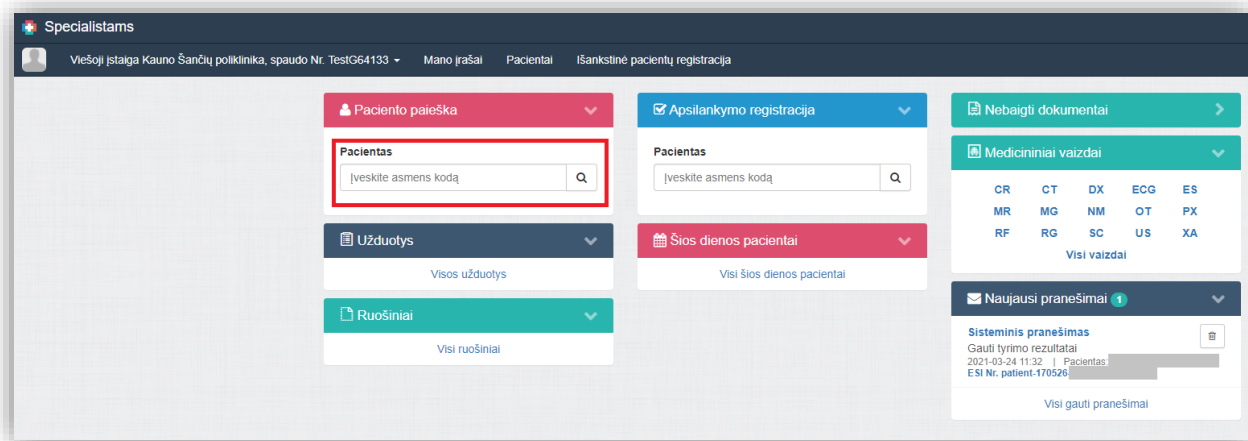 Specialistams
Viešoji įstaiga Kauno Šančių poliklinika, spaudo Nr. TestG64133 Mano įrašai Pacientai Išankstinė pacientų registracija
Paciento paieška
Pacientas
Įveskite asmens kodą
Užduotys
Visos užduotys
Ruošiniai
Visi ruošiniai
Apsilankymo registracija
Pacientas
Įveskite asmens kodą
Šios dienos pacientai
Visi šios dienos pacientai
Nebaigti dokumentai
Medicininiai vaizdai
CR CT DX ECG ES
MR MG NM OT PX
RF RG SC US XA
Visi vaizdai
Naujausi pranešimai 1
Sisteminis pranešimas
Gauti tyrimo rezultatai
2021-03-24 11:32 | Pacientas:
ESI Nr. patient-170526-
Visi gauti pranešimai